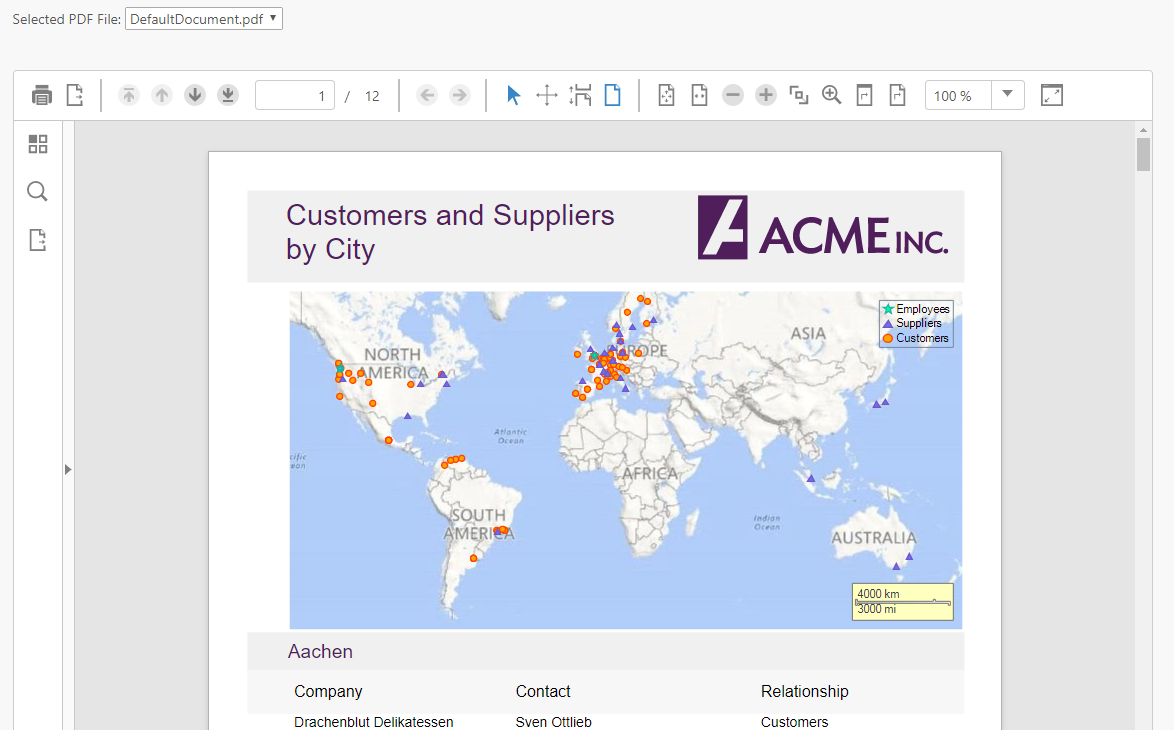 Selected PDF File: DefaultDocument.pdf
1 / 12
100 %
Customers and Suppliers
by City
ACME INC.
Employees
Suppliers
Customers
ASIA
NORTH
AMERICA
EUROPE
Atlantic
Ocean
cific
ean
AFRICA
SOUTH
AMERICA
Indian
Ocean
AUSTRALIA
4000 km
3000 mi
Aachen
Company Contact Relationship
Drachenblut Delikatessen Sven Ottlieb Customers